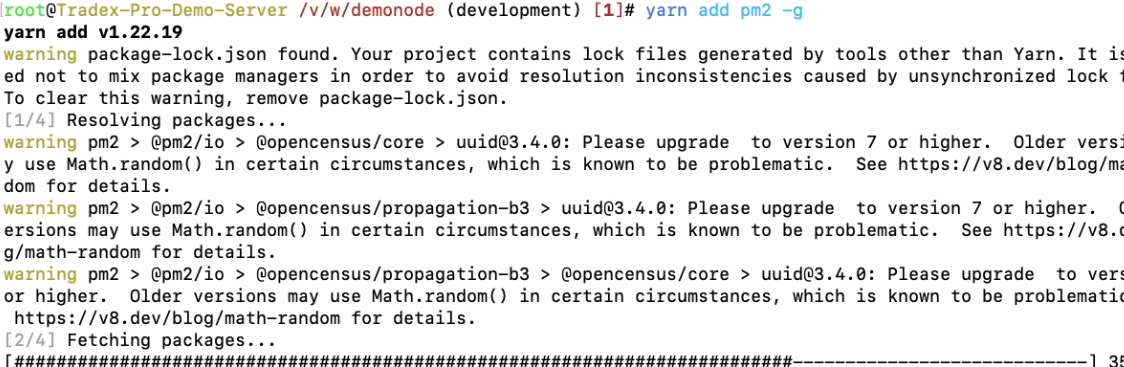 root@Tradex-Pro-Demo-Server /v/w/demonode (development) [1]# yarn add pm2 -g
yarn add v1.22.19
warning package-lock.json found. Your project contains lock files generated by tools other than Yarn. It is
ed not to mix package managers in order to avoid resolution inconsistencies caused by unsynchronized lock f
To clear this warning, remove package-lock.json.
[1/4] Resolving packages...
warning pm2 > @pm2/io > @opencensus/core > uuid@3.4.0: Please upgrade  to version 7 or higher.  Older versi
y use Math.random() in certain circumstances, which is known to be problematic.  See https://v8.dev/blog/ma
dom for details.
warning pm2 > @pm2/io > @opencensus/propagation-b3 > uuid@3.4.0: Please upgrade  to version 7 or higher.  O
ersions may use Math.random() in certain circumstances, which is known to be problematic.  See https://v8.d
g/math-random for details.
warning pm2 > @pm2/io > @opencensus/propagation-b3 > @opencensus/core > uuid@3.4.0: Please upgrade  to vers
or higher.  Older versions may use Math.random() in certain circumstances, which is known to be problematic
https://v8.dev/blog/math-random for details.
[2/4] Fetching packages...
[###########################################################################----------------------------] 35